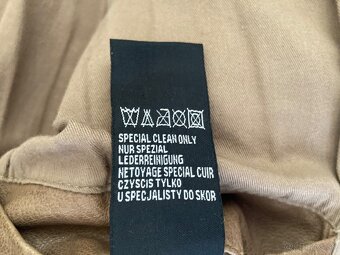 SPECIAL CLEAN ONLY
NUR SPEZIAL
LEDERREINIGUNG
NETOYAGE SPECIAL CUIR
CZYSCIS TYLKO
U SPECJALISTY DO SKOR